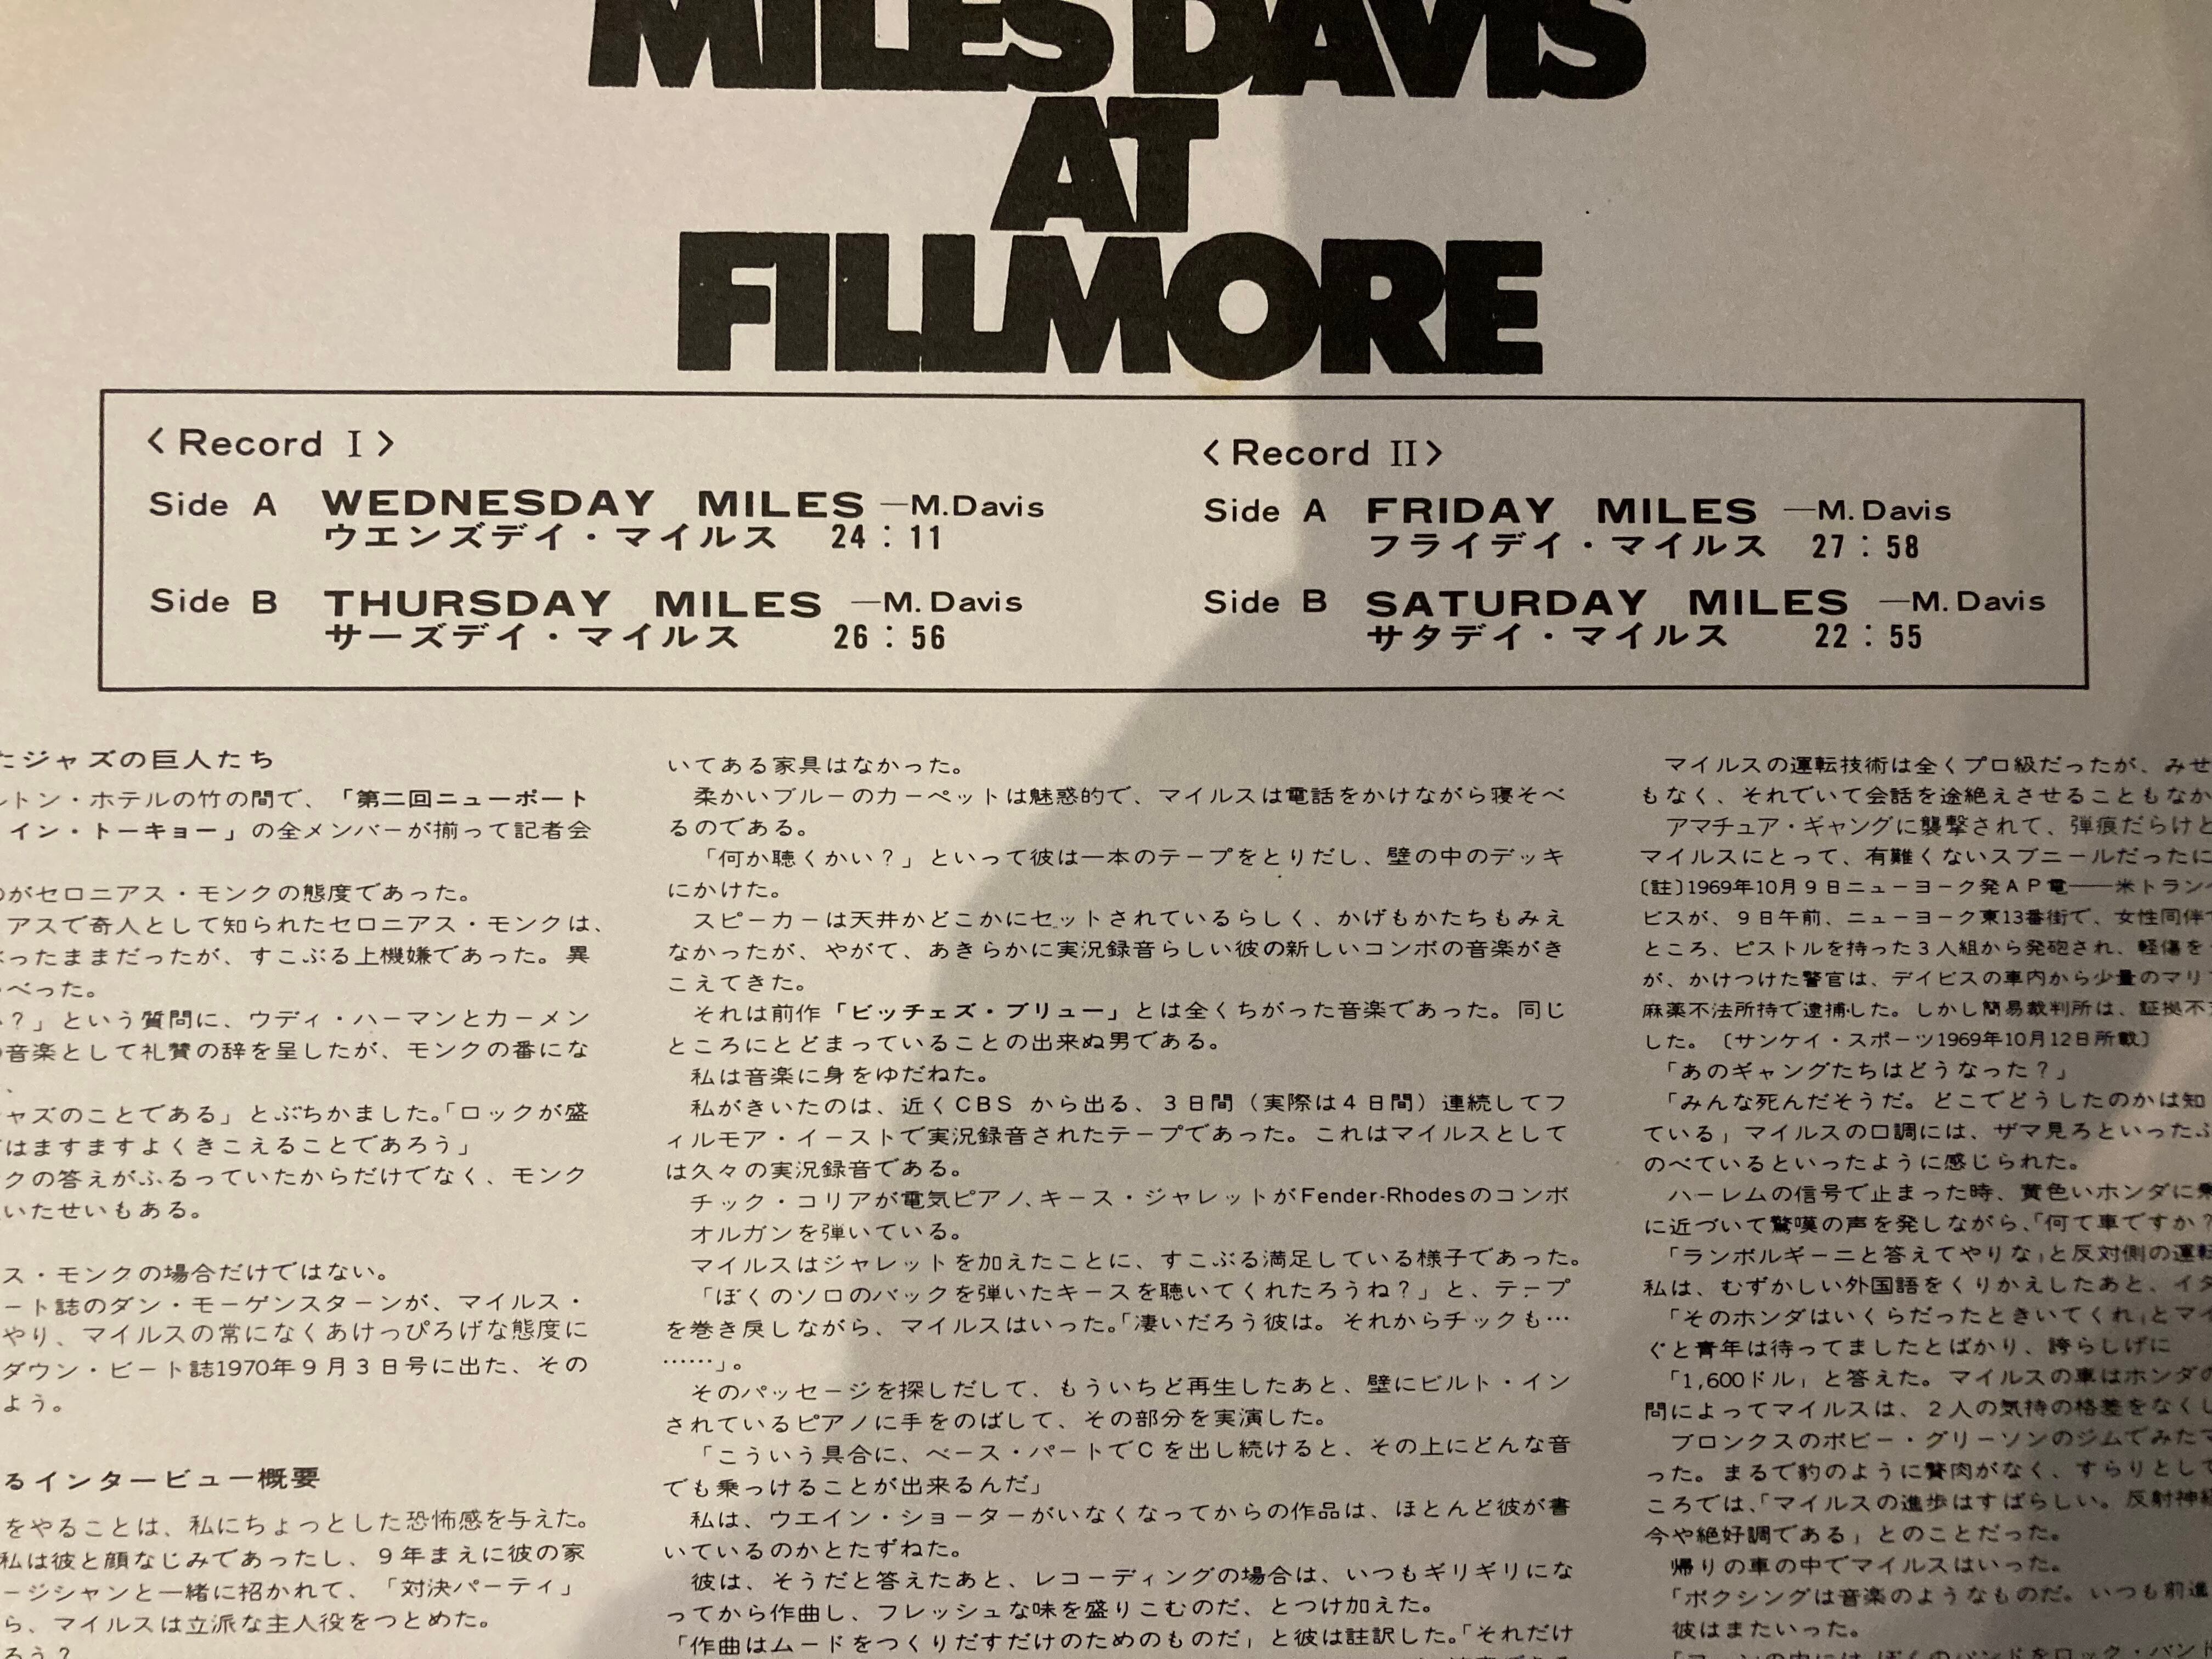 MILES DAVIS
AT
FILLMORE
〈Record I〉
Side A WEDNESDAY MILES —M.Davis
ウエンズデイ・マイルス 24：11
Side B THURSDAY MILES —M.Davis
サーズデイ・マイルス 26：56
〈Record II〉
Side A FRIDAY MILES —M.Davis
フライデイ・マイルス 27：58
Side B SATURDAY MILES —M.Davis
サタデイ・マイルス 22：55
たジャズの巨人たち
ルトン・ホテルの竹の間で、「第二回ニューポート
イン・トーキョー」の全メンバーが揃って記者会
のがセロニアス・モンクの態度であった。
アスで奇人として知られたセロニアス・モンクは、
ったままだったが、すこぶる上機嫌であった。異
べった。
？」という質問に、ウディ・ハーマンとカーメン
音楽として礼賛の辞を呈したが、モンクの番にな
、
ャズのことである」とぶちかました。「ロックが盛
はますますよくきこえることであろう」
クの答えがふるっていたからだけでなく、モンク
いたせいもある。
ス・モンクの場合だけではない。
ート誌のダン・モーゲンスターンが、マイルス・
やり、マイルスの常になくあけっぴろげな態度に
ダウン・ビート誌1970年９月３日号に出た、その
よう。
るインタービュー概要
をやることは、私にちょっとした恐怖感を与えた。
私は彼と顔なじみであったし、９年まえに彼の家
ージシャンと一緒に招かれて、「対決パーティ」
ら、マイルスは立派な主人役をつとめた。
ろう？
いてある家具はなかった。
柔かいブルーのカーペットは魅惑的で、マイルスは電話をかけながら寝そべ
るのである。
「何か聴くかい？」といって彼は一本のテープをとりだし、壁の中のデッキ
にかけた。
スピーカーは天井かどこかにセットされているらしく、かげもかたちもみえ
なかったが、やがて、あきらかに実況録音らしい彼の新しいコンボの音楽がき
こえてきた。
それは前作「ビッチェズ・ブリュー」とは全くちがった音楽であった。同じ
ところにとどまっていることの出来ぬ男である。
私は音楽に身をゆだねた。
私がきいたのは、近くCBS から出る、３日間（実際は４日間）連続してフ
ィルモア・イーストで実況録音されたテープであった。これはマイルスとして
は久々の実況録音である。
チック・コリアが電気ピアノ、キース・ジャレットがFender-Rhodesのコンボ
オルガンを弾いている。
マイルスはジャレットを加えたことに、すこぶる満足している様子であった。
「ぼくのソロのバックを弾いたキースを聴いてくれたろうね？」と、テープ
を巻き戻しながら、マイルスはいった。「凄いだろう彼は。それからチックも…
……」。
そのパッセージを探しだして、もういちど再生したあと、壁にビルト・イン
されているピアノに手をのばして、その部分を実演した。
「こういう具合に、ベース・パートでCを出し続けると、その上にどんな音
でも乗っけることが出来るんだ」
私は、ウエイン・ショーターがいなくなってからの作品は、ほとんど彼が書
いているのかとたずねた。
彼は、そうだと答えたあと、レコーディングの場合は、いつもギリギリにな
ってから作曲し、フレッシュな味を盛りこむのだ、とつけ加えた。
「作曲はムードをつくりだすだけのためのものだ」と彼は註訳した。「それだけ
マイルスの運転技術は全くプロ級だったが、みせ
もなく、それでいて会話を途絶えさせることもなか
アマチュア・ギャングに襲撃されて、弾痕だらけと
マイルスにとって、有難くないスブニールだったに
〔註〕1969年10月９日ニューヨーク発ＡＰ電――米トラン
ビスが、９日午前、ニューヨーク東13番街で、女性同伴
ところ、ピストルを持った３人組から発砲され、軽傷を
が、かけつけた警官は、デイビスの車内から少量のマリ
麻薬不法所持で逮捕した。しかし簡易裁判所は、証拠不
した。〔サンケイ・スポーツ1969年10月12日所載〕
「あのギャングたちはどうなった？」
「みんな死んだそうだ。どこでどうしたのかは知
ている」マイルスの口調には、ザマ見ろといった
のべているといったように感じられた。
ハーレムの信号で止まった時、黄色いホンダに乗
に近づいて驚嘆の声を発しながら、「何て車ですか？
「ランボルギーニと答えてやりな」と反対側の運転
私は、むずかしい外国語をくりかえしたあと、イタ
「そのホンダはいくらだったときいてくれ」とマイ
ぐと青年は待ってましたとばかり、誇らしげに
「1,600ドル」と答えた。マイルスの車はホンダの
問によってマイルスは、２人の気持の格差をなくし
ブロンクスのボビー・グリーソンのジムでみたマ
った。まるで豹のように贅肉がなく、すらりとして
ころでは、「マイルスの進歩はすばらしい。反射神経
今や絶好調である」とのことだった。
帰りの車の中でマイルスはいった。
「ボクシングは音楽のようなものだ。いつも前進
彼はまたいった。